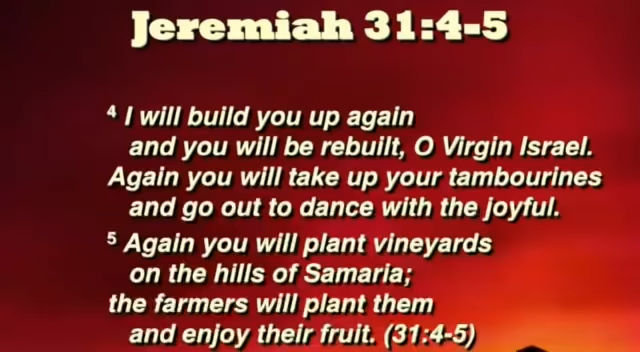 Jeremiah 31:4-5
4 I will build you up again
and you will be rebuilt, O Virgin Israel.
Again you will take up your tambourines
and go out to dance with the joyful.
5 Again you will plant vineyards
on the hills of Samaria;
the farmers will plant them
and enjoy their fruit. (31:4-5)